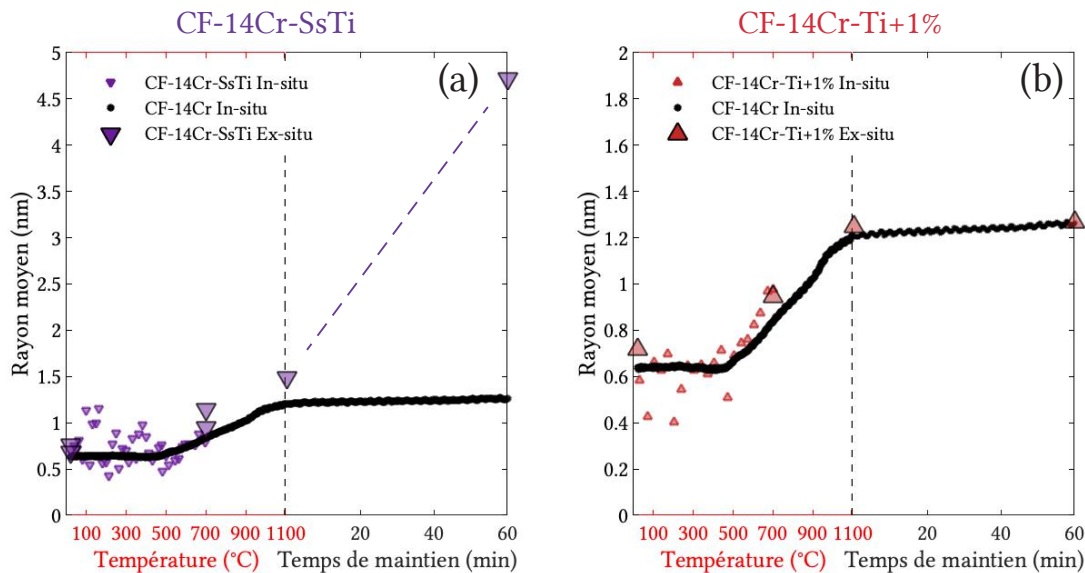 CF-14Cr-SsTi
CF-14Cr-Ti+1%
(a)
CF-14Cr-SsTi In-situ
CF-14Cr In-situ
CF-14Cr-SsTi Ex-situ
5
4.5
4
3.5
3
2.5
2
1.5
1
0.5
0
Rayon moyen (nm)
100 300 500 700 900 1100 20 40 60
Température (°C) Temps de maintien (min)
(b)
CF-14Cr-Ti+1% In-situ
CF-14Cr In-situ
CF-14Cr-Ti+1% Ex-situ
2
1.8
1.6
1.4
1.2
1
0.8
0.6
0.4
0.2
0
Rayon moyen (nm)
100 300 500 700 900 1100 20 40 60
Température (°C) Temps de maintien (min)